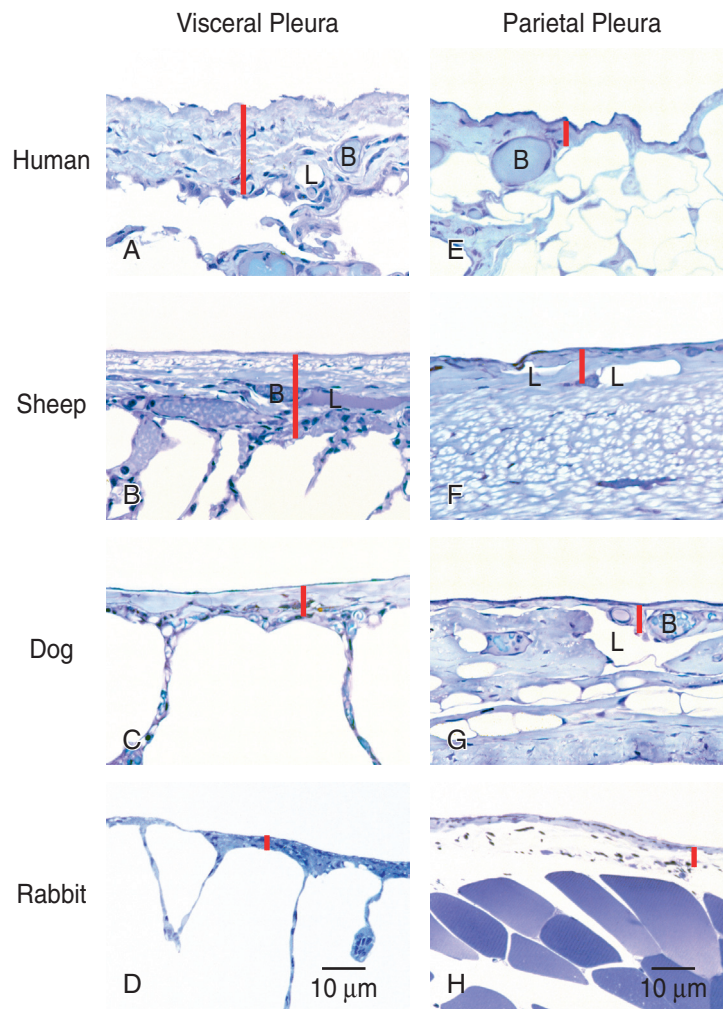 Visceral Pleura
Parietal Pleura
Human
B
L
A
B
E
Sheep
B
L
B
L
L
F
Dog
C
B
L
G
Rabbit
D
10 μm
H
10 μm